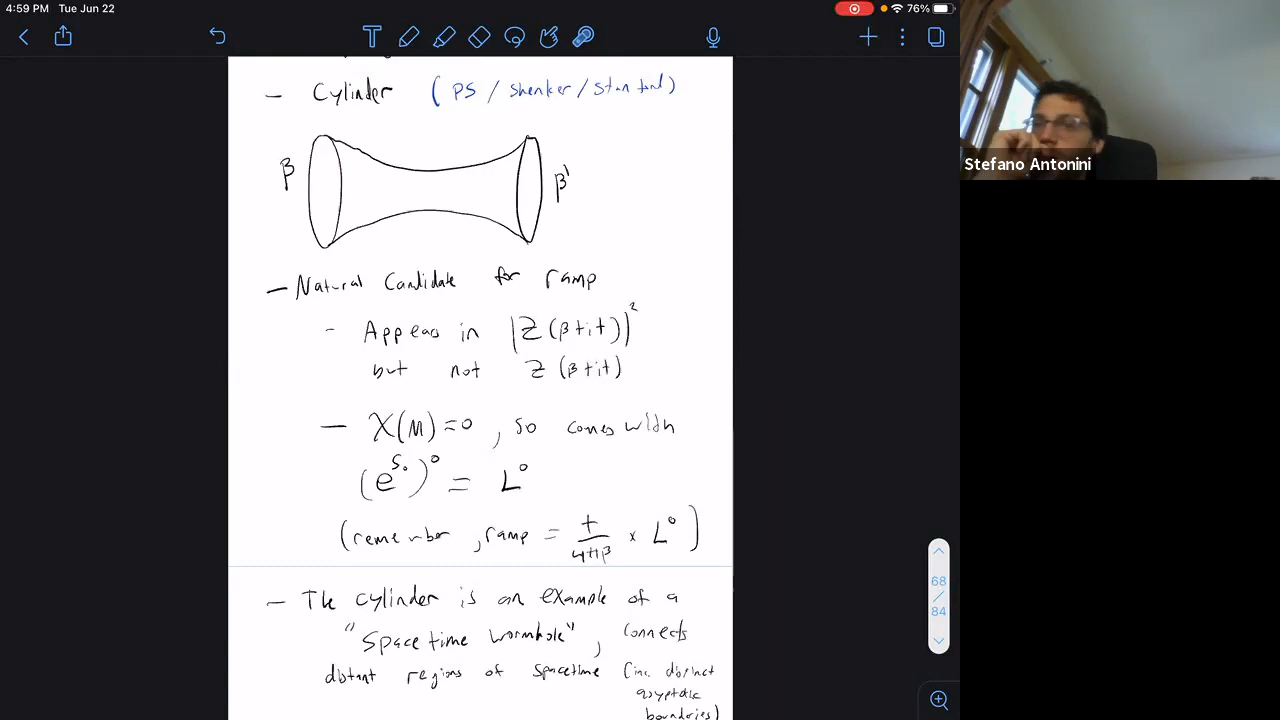 4:59 PM Tue Jun 22
76%
T
– Cylinder (PS / Shenker / Stanford)
β
β'
– Natural Candidate for ramp
- Appears in |Z(β+it)|²
but not Z(β+it)
– χ(M)=0, so comes with
(e^{S₀})⁰ = L⁰
(remember, ramp = t/4πβ × L⁰)
– The cylinder is an example of a
"Spacetime wormhole", connects
distant regions of spacetime (inc. distinct
asymptotic
boundaries)
68
/
84
Stefano Antonini